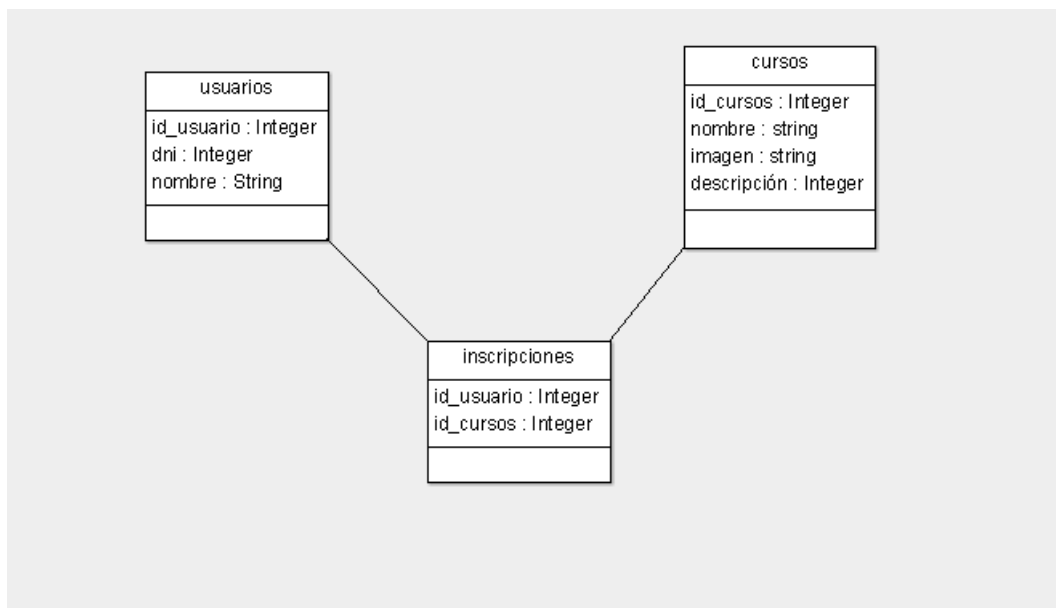 usuarios
id_usuario : Integer
dni : Integer
nombre : String
cursos
id_cursos : Integer
nombre : string
imagen : string
descripción : Integer
inscripciones
id_usuario : Integer
id_cursos : Integer